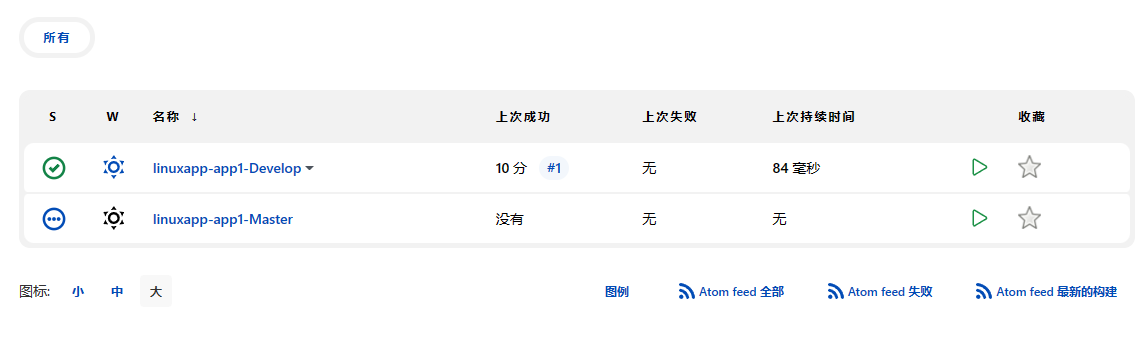 所有
S W 名称 ↓ 上次成功 上次失败 上次持续时间 收藏
linuxapp-app1-Develop 10 分 #1 无 84 毫秒
linuxapp-app1-Master 没有 无 无
图标: 小 中 大 图例 Atom feed 全部 Atom feed 失败 Atom feed 最新的构建